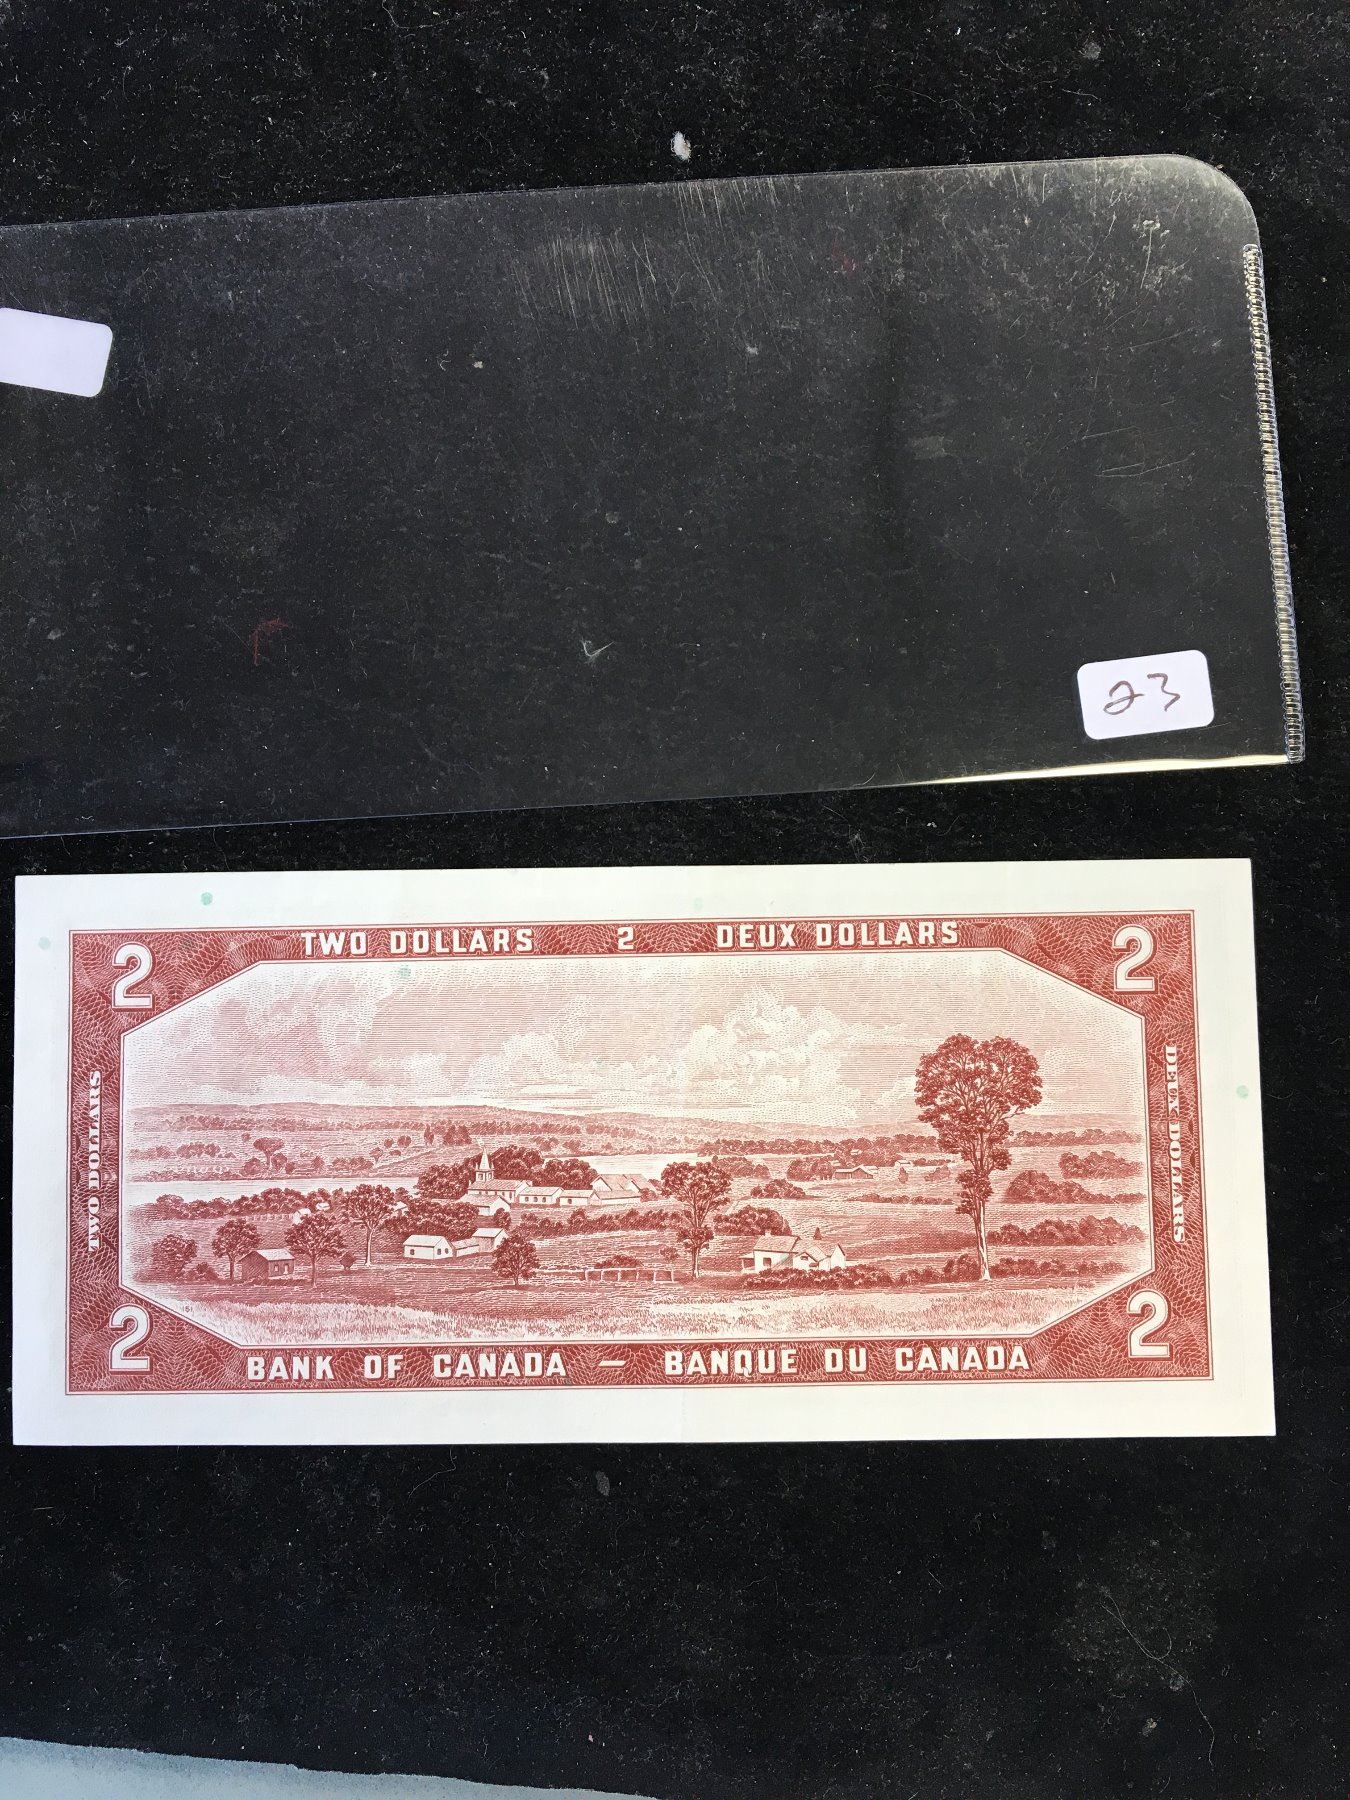 23
TWO DOLLARS 2 DEUX DOLLARS
2 2
TWO DOLLARS
DEUX DOLLARS
151
2 2
BANK OF CANADA — BANQUE DU CANADA